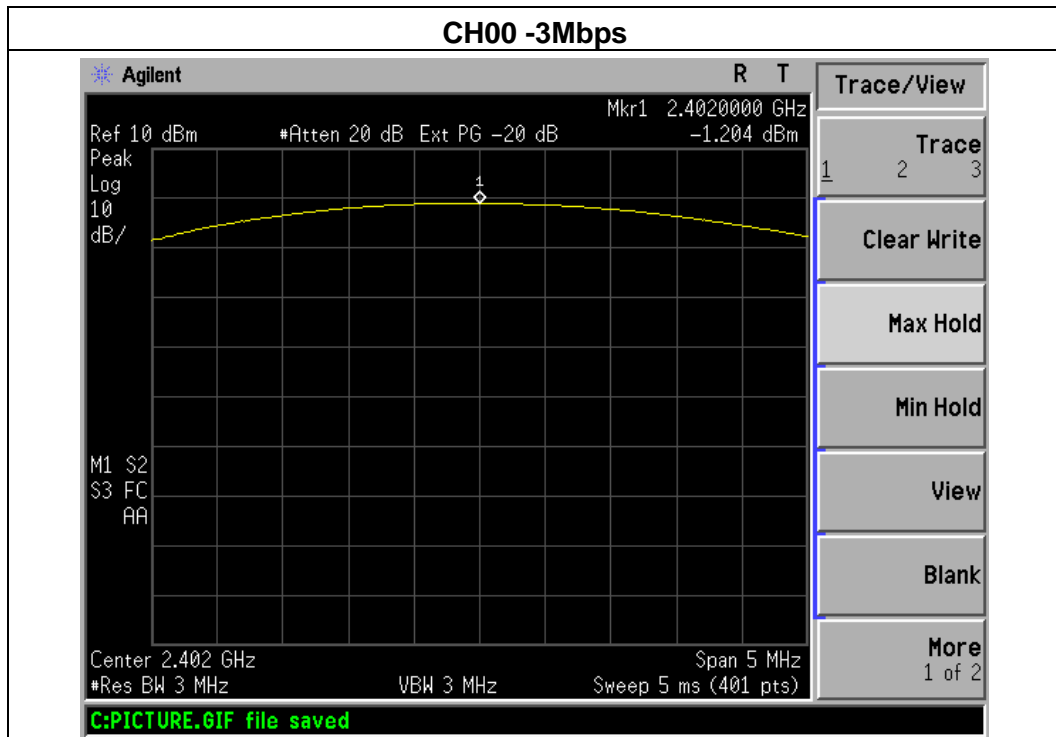 CH00 -3Mbps
Agilent R T
Mkr1 2.4020000 GHz
Ref 10 dBm #Atten 20 dB Ext PG -20 dB -1.204 dBm
Peak
Log
10
dB/
1
M1 S2
S3 FC
AA
Center 2.402 GHz Span 5 MHz
#Res BW 3 MHz VBW 3 MHz Sweep 5 ms (401 pts)
C:PICTURE.GIF file saved
Trace/View
Trace
1 2 3
Clear Write
Max Hold
Min Hold
View
Blank
More
1 of 2